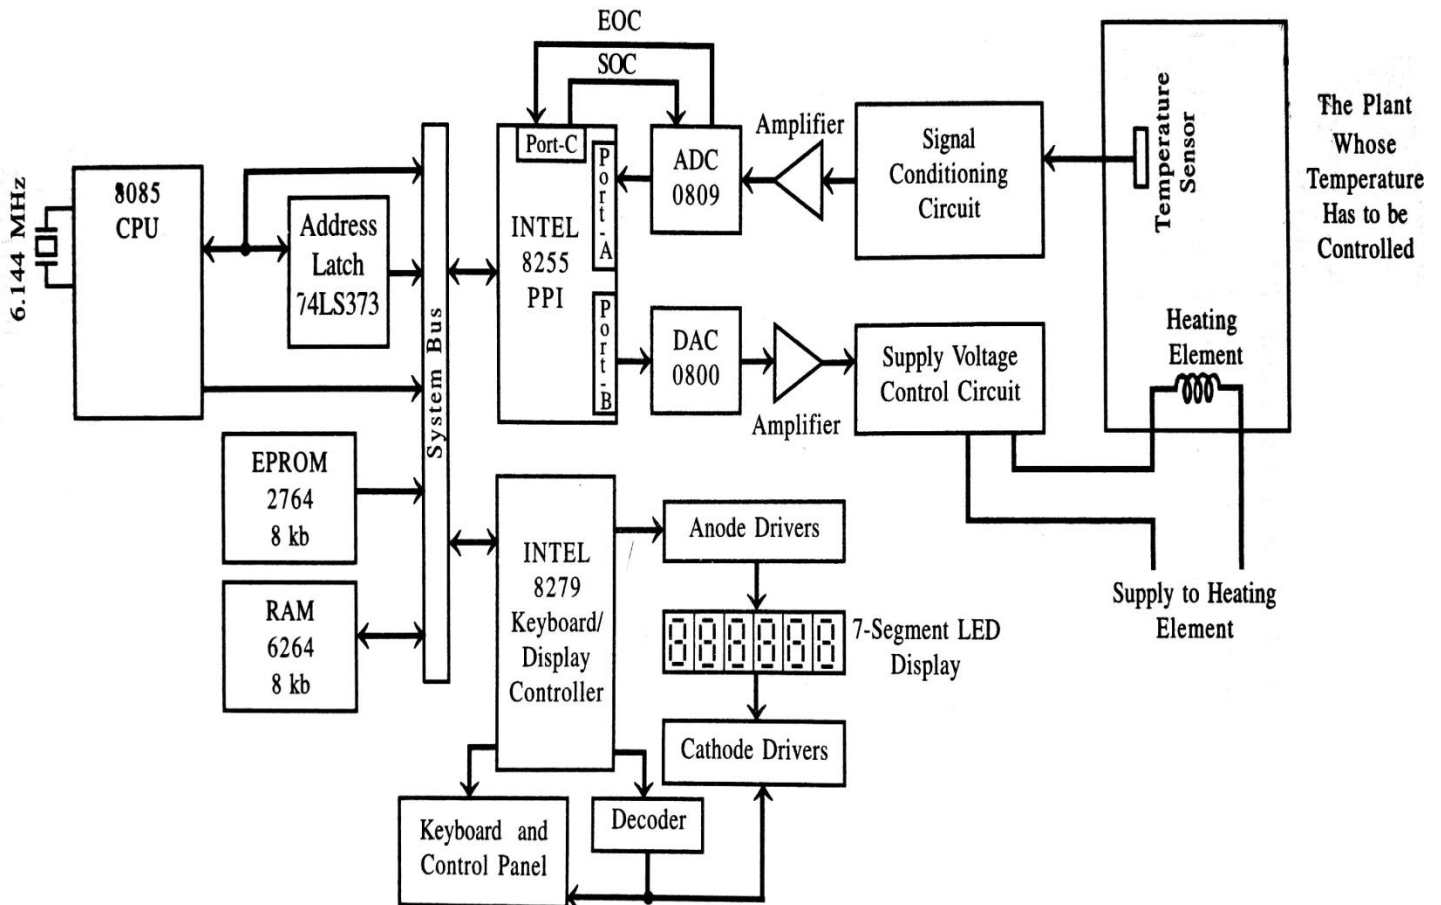 EOC
SOC
6.144 MHz
8085
CPU
Address
Latch
74LS373
System Bus
EPROM
2764
8 kb
RAM
6264
8 kb
Port-C
INTEL
8255
PPI
Port-A
Port-B
ADC
0809
Amplifier
Signal
Conditioning
Circuit
Temperature
Sensor
The Plant
Whose
Temperature
Has to be
Controlled
DAC
0800
Amplifier
Supply Voltage
Control Circuit
Heating
Element
Supply to Heating
Element
INTEL
8279
Keyboard/
Display
Controller
Anode Drivers
888888
7-Segment LED
Display
Cathode Drivers
Keyboard and
Control Panel
Decoder